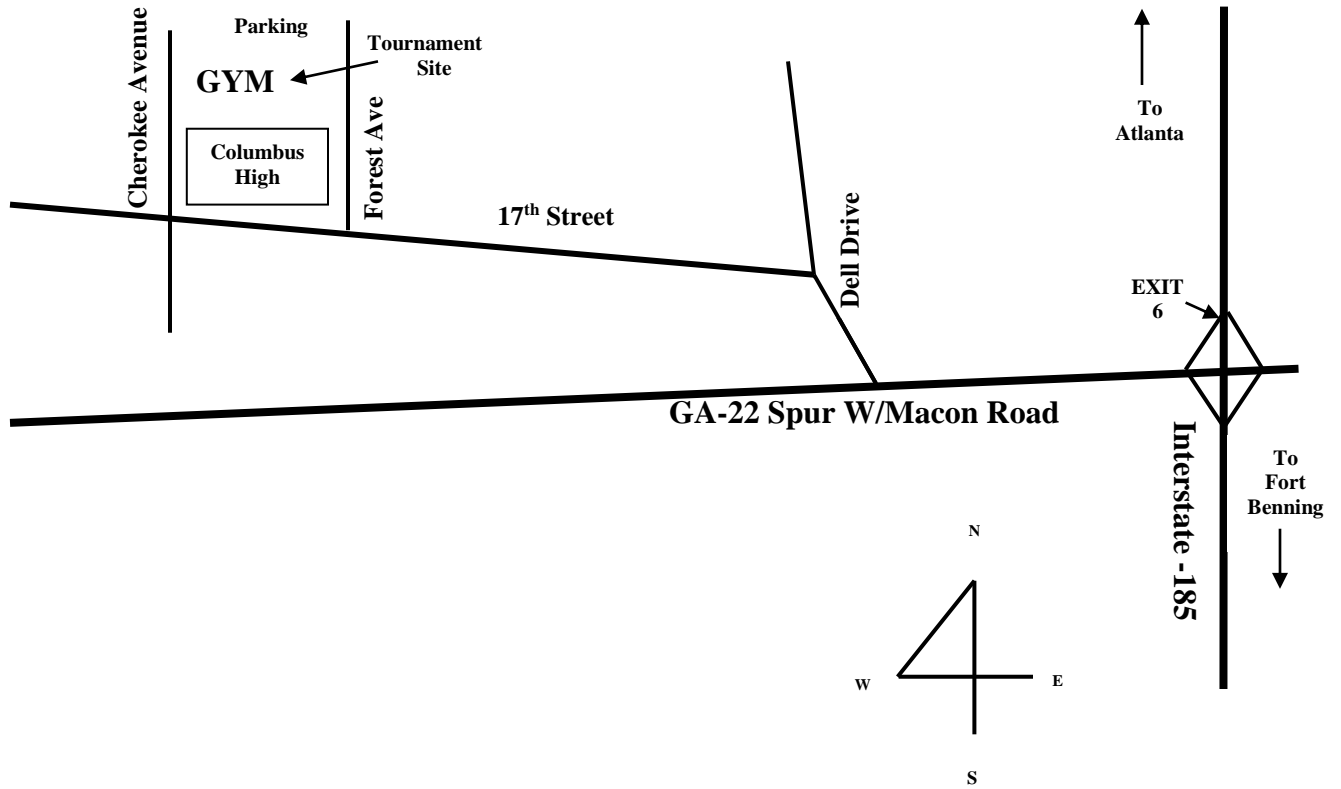 Parking
Tournament
Site
GYM
Cherokee Avenue
Columbus
High
Forest Ave
17th Street
Dell Drive
To
Atlanta
EXIT
6
GA-22 Spur W/Macon Road
Interstate -185
To
Fort
Benning
N
W
E
S